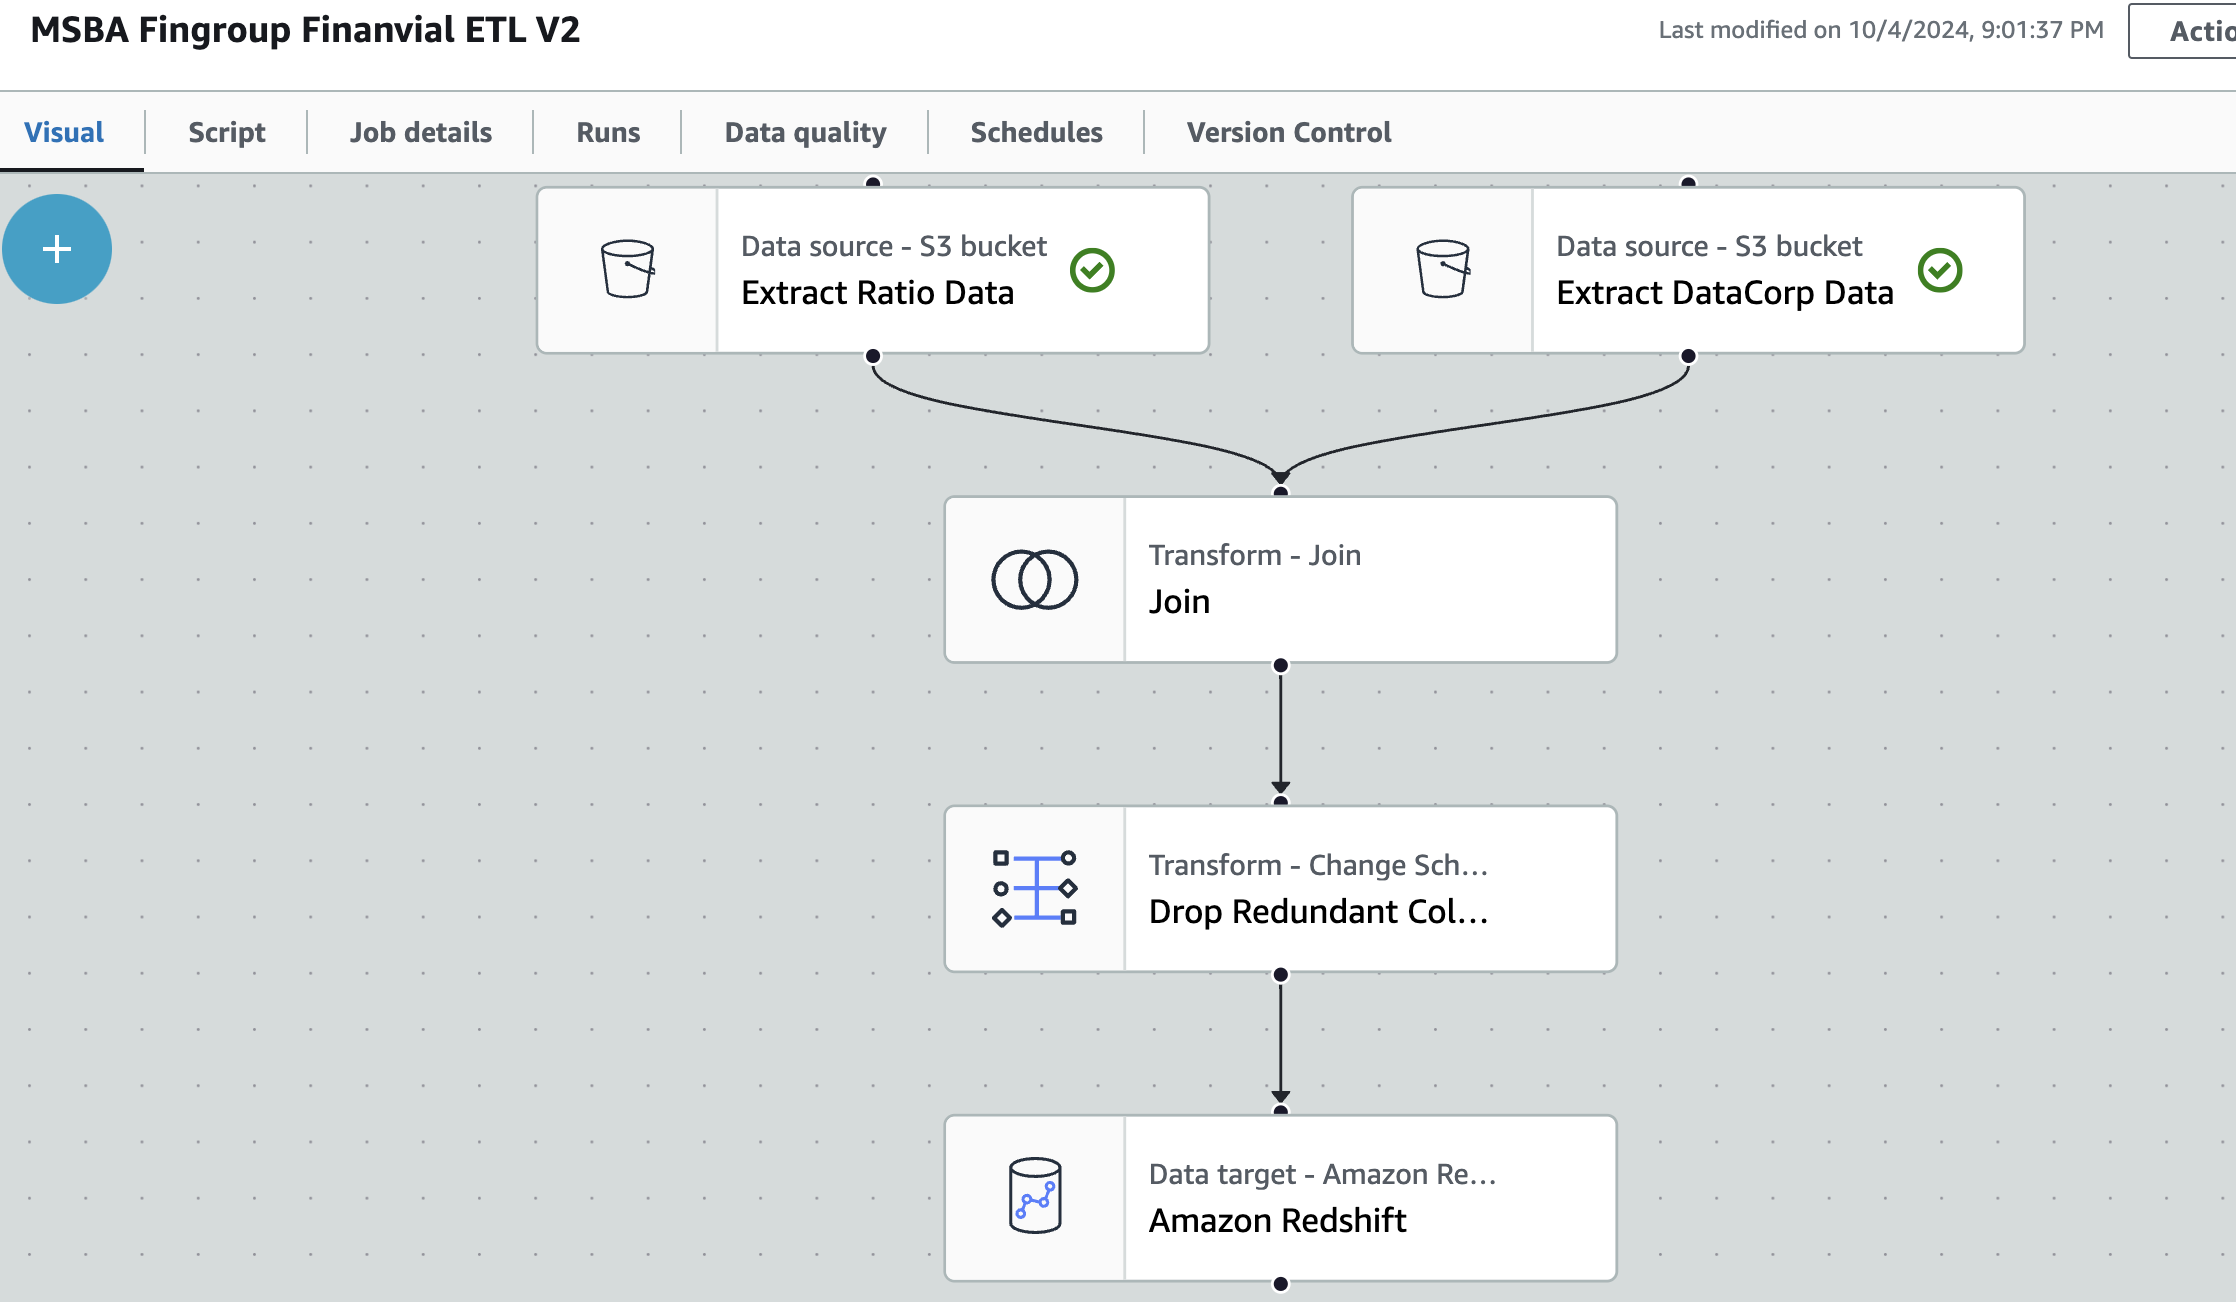 MSBA Fingroup Finanvial ETL V2
Last modified on 10/4/2024, 9:01:37 PM
Actio
Visual
Script
Job details
Runs
Data quality
Schedules
Version Control
Data source - S3 bucket
Extract Ratio Data
Data source - S3 bucket
Extract DataCorp Data
Transform - Join
Join
Transform - Change Sch...
Drop Redundant Col...
Data target - Amazon Re...
Amazon Redshift